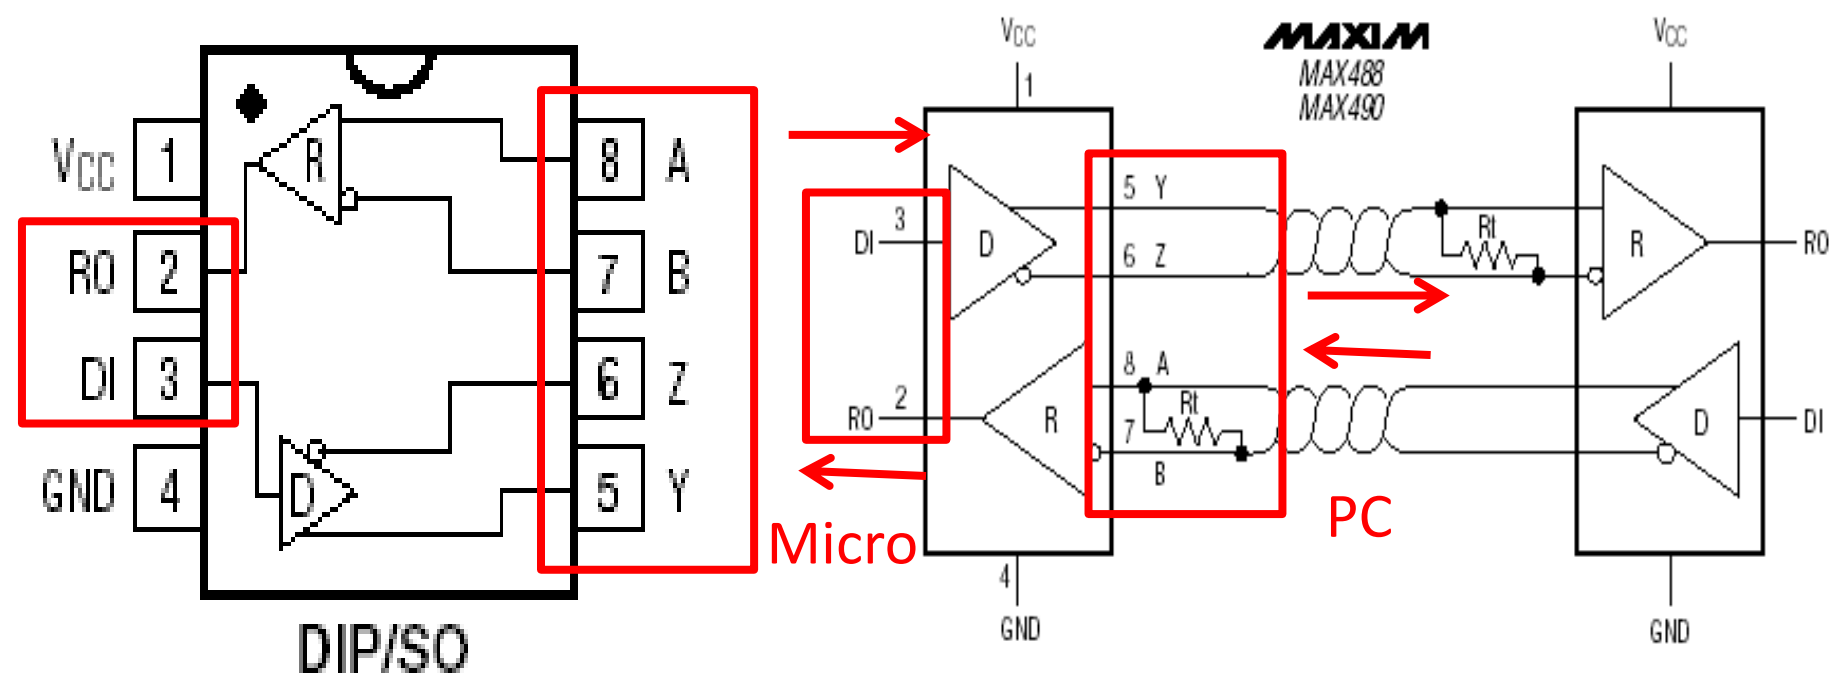 VCC 1
RO 2
DI 3
GND 4
8 A
7 B
6 Z
5 Y
R
D
DIP/SO
MAXIM
MAX488
MAX490
VCC
1
DI 3
D
5 Y
6 Z
Rt
R
RO
RO 2
R
8 A
Rt
7
B
D
DI
4
GND
Micro
PC
VCC
GND